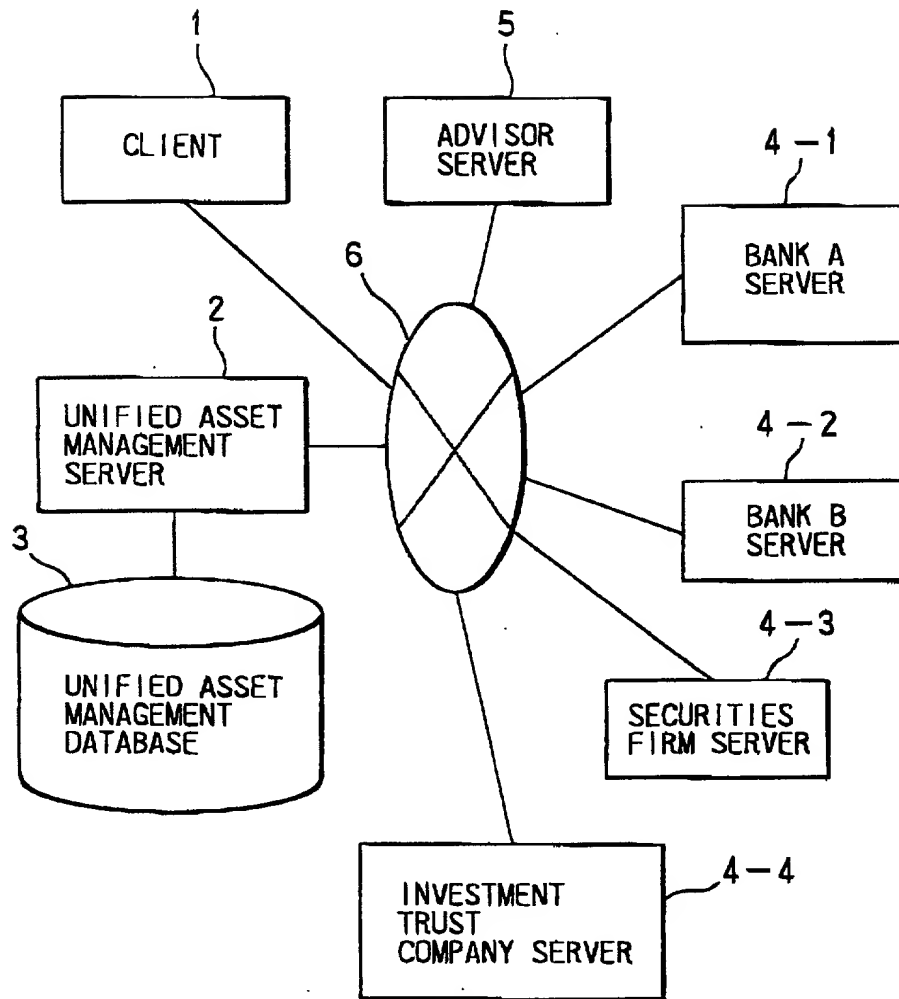 1
CLIENT
5
ADVISOR
SERVER
4-1
BANK A
SERVER
6
2
UNIFIED ASSET
MANAGEMENT
SERVER
4-2
BANK B
SERVER
3
UNIFIED ASSET
MANAGEMENT
DATABASE
4-3
SECURITIES
FIRM SERVER
4-4
INVESTMENT
TRUST
COMPANY SERVER